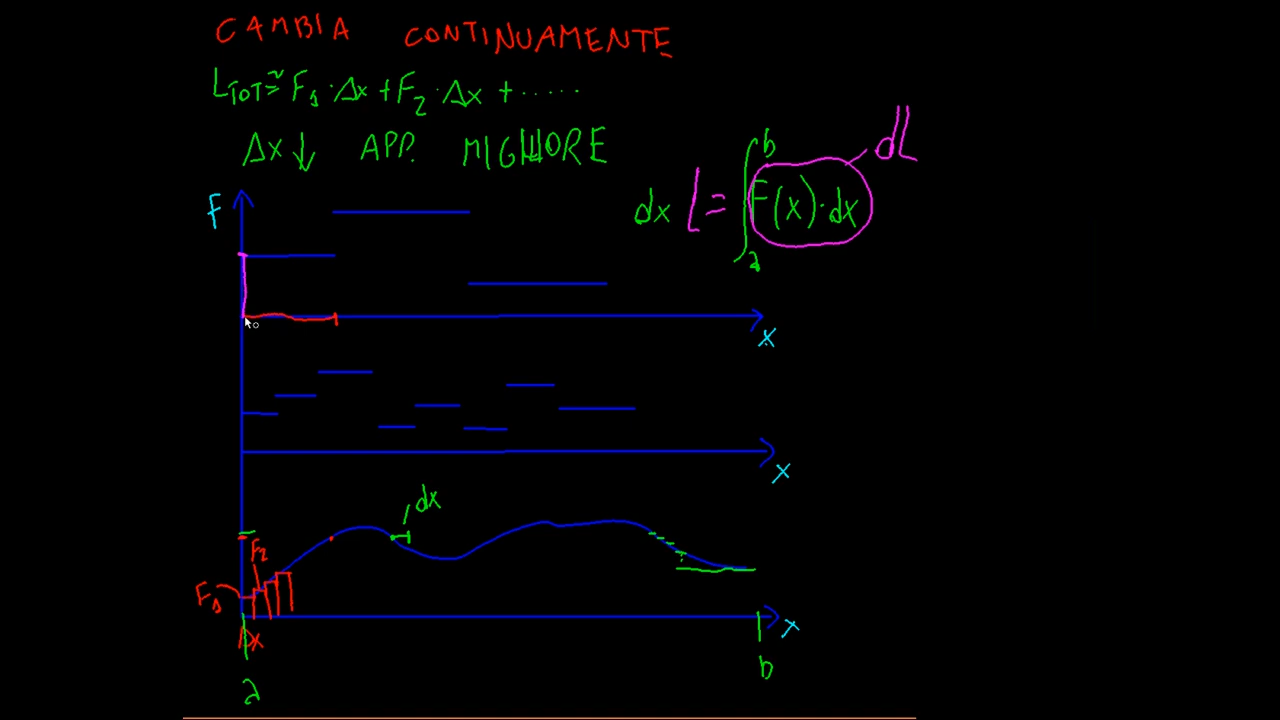 CAMBIA CONTINUAMENTE
L_TOT ≃ F_1 · Δx + F_2 · Δx + ......
Δx ↓ APP. MIGLIORE
dx L = ∫_a^b F(x) · dx dL
F
x
x
dx
F_2
F_1
Δx
x
a
b